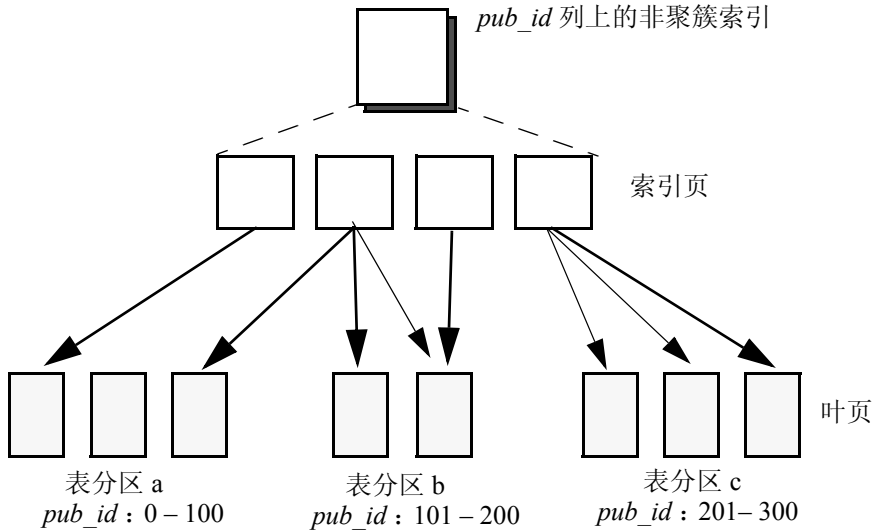 pub_id 列上的非聚簇索引
索引页
叶页
表分区 a
pub_id：0 – 100
表分区 b
pub_id：101 – 200
表分区 c
pub_id：201– 300